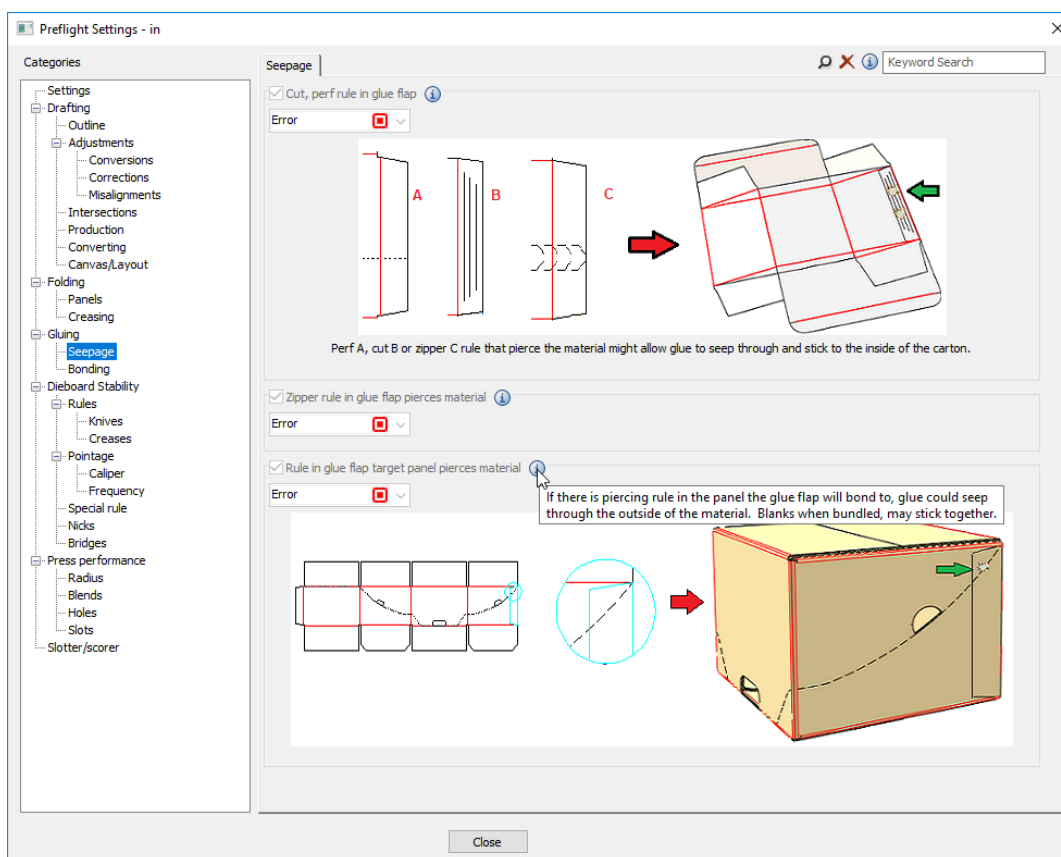 Preflight Settings - in
Categories
Settings
Drafting
Outline
Adjustments
Conversions
Corrections
Misalignments
Intersections
Production
Converting
Canvas/Layout
Folding
Panels
Creasing
Gluing
Seepage
Bonding
Dieboard Stability
Rules
Knives
Creases
Pointage
Caliper
Frequency
Special rule
Nicks
Bridges
Press performance
Radius
Blends
Holes
Slots
Slotter/scorer
Seepage
Keyword Search
Cut, perf rule in glue flap
Error
A B C
Perf A, cut B or zipper C rule that pierce the material might allow glue to seep through and stick to the inside of the carton.
Zipper rule in glue flap pierces material
Error
Rule in glue flap target panel pierces material
Error
If there is piercing rule in the panel the glue flap will bond to, glue could seep
through the outside of the material. Blanks when bundled, may stick together.
Close